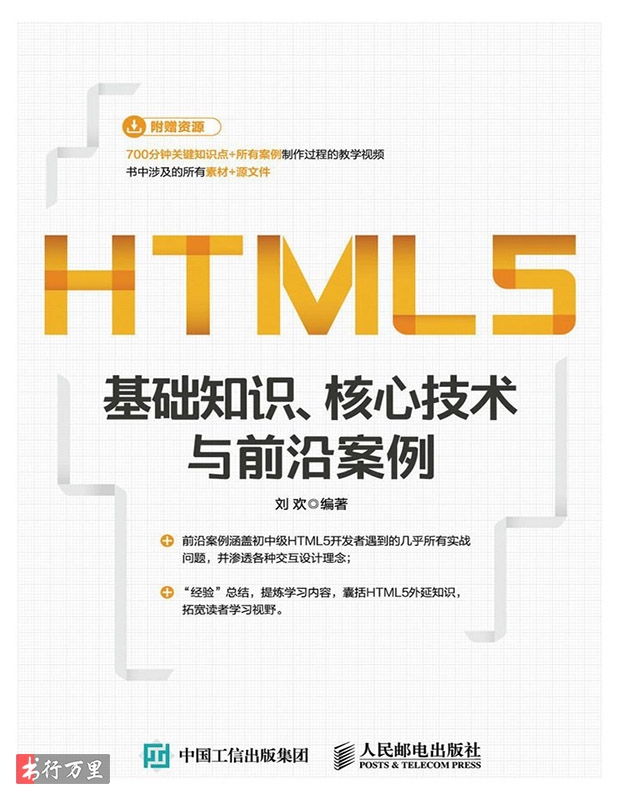 附赠资源
700分钟关键知识点+所有案例制作过程的教学视频
书中涉及的所有素材+源文件
HTML5
基础知识、核心技术
与前沿案例
刘 欢◎编著
前沿案例涵盖初中级HTML5开发者遇到的几乎所有实战
问题，并渗透各种交互设计理念；
“经验”总结，提炼学习内容，囊括HTML5外延知识，
拓宽读者学习视野。
中国工信出版集团
人民邮电出版社
POSTS & TELECOM PRESS
书行万里